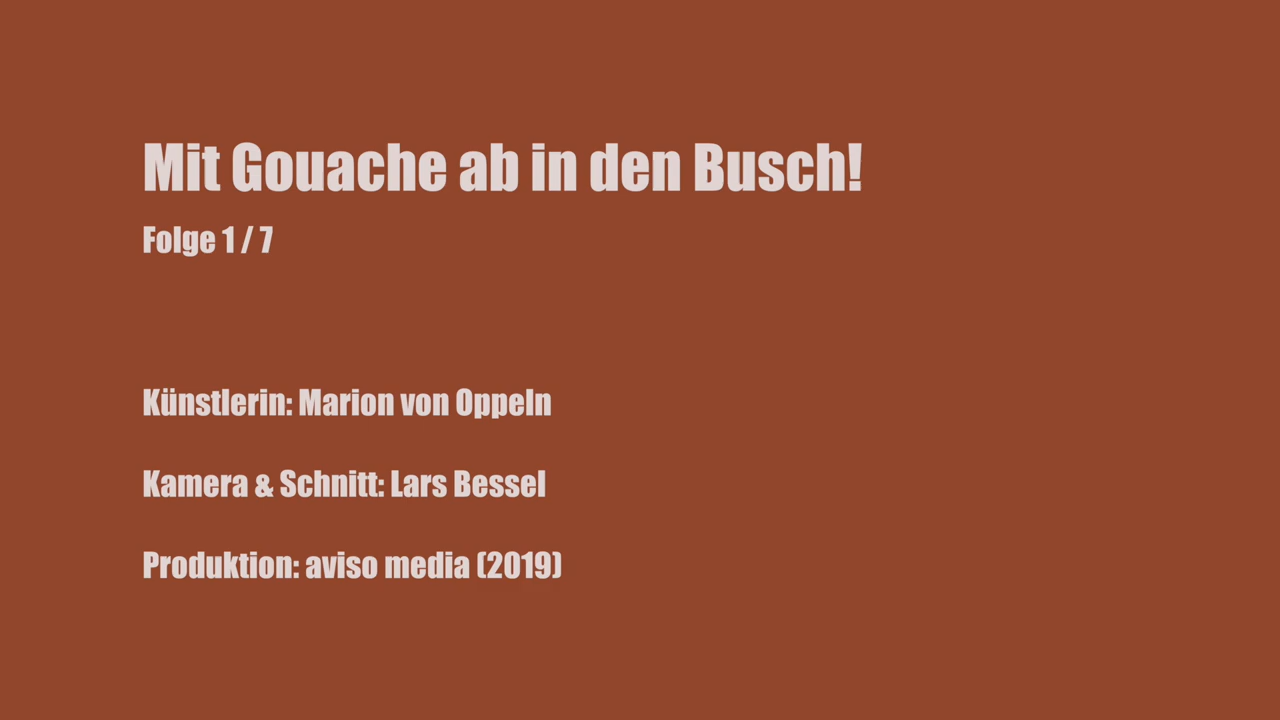 Mit Gouache ab in den Busch!
Folge 1 / 7
Künstlerin: Marion von Oppeln
Kamera & Schnitt: Lars Bessel
Produktion: aviso media (2019)